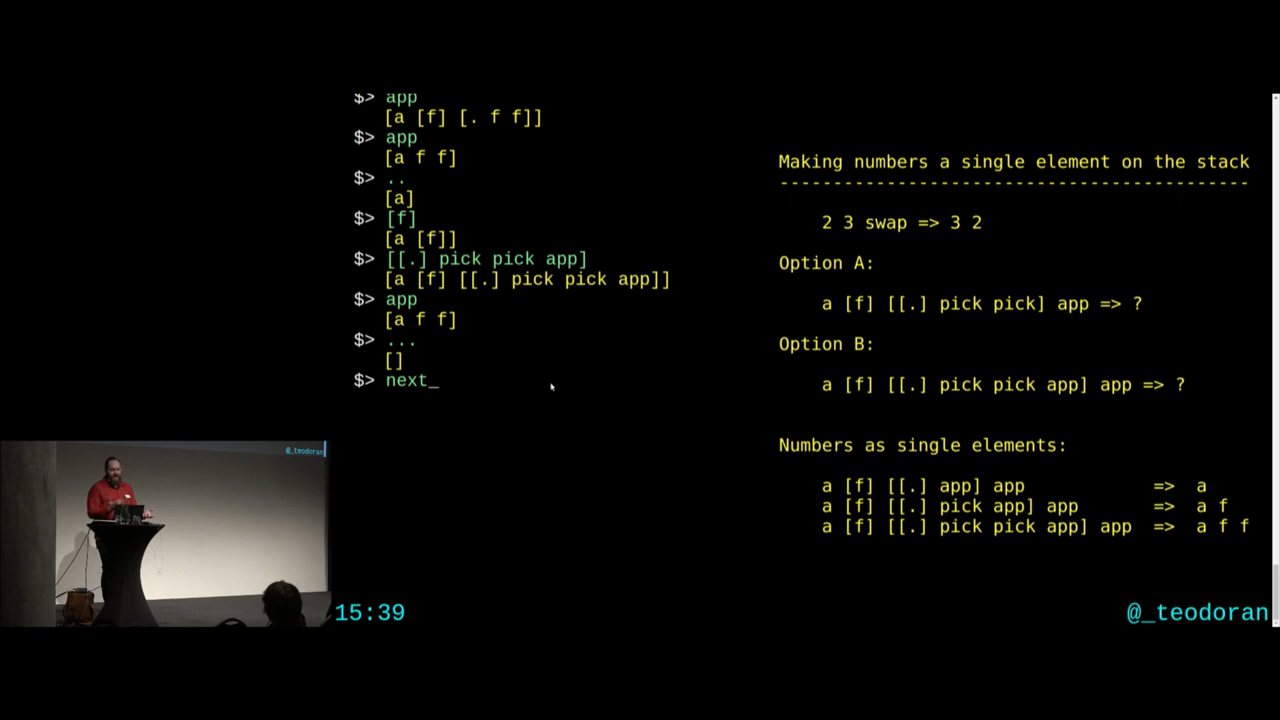 $> app
[a [f] [. f f]]
$> app
[a f f]
$> ..
[a]
$> [f]
[a [f]]
$> [[.] pick pick app]
[a [f] [[.] pick pick app]]
$> app
[a f f]
$> ...
[]
$> next_
Making numbers a single element on the stack
--------------------------------------------
2 3 swap => 3 2
Option A:
a [f] [[.] pick pick] app => ?
Option B:
a [f] [[.] pick pick app] app => ?
Numbers as single elements:
a [f] [[.] app] app => a
a [f] [[.] pick app] app => a f
a [f] [[.] pick pick app] app => a f f
@_teodoran
15:39
@_teodoran